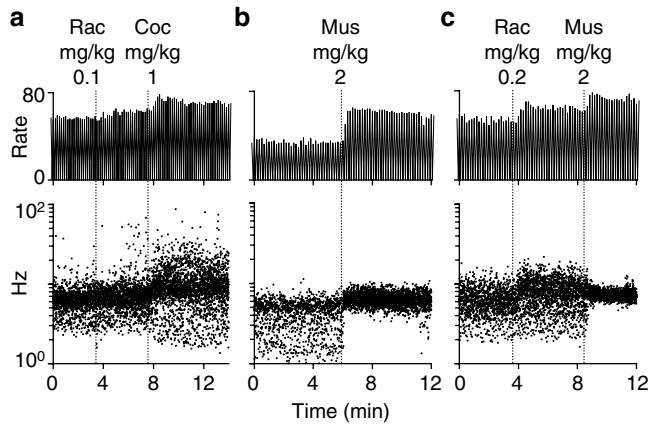 a b c
Rac Coc Mus Rac Mus
mg/kg mg/kg mg/kg mg/kg mg/kg
0.1 1 2 0.2 2
80
Rate
0
10²
Hz
10⁰
0 4 8 12 0 4 8 12 0 4 8 12
Time (min)